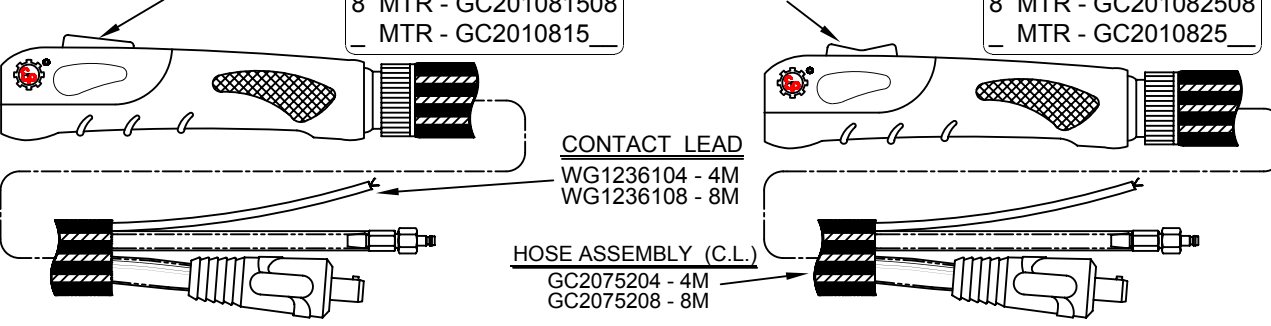 8 MTR - GC201081508
_ MTR - GC2010815__
8 MTR - GC201082508
_ MTR - GC2010825__
CONTACT LEAD
WG1236104 - 4M
WG1236108 - 8M
HOSE ASSEMBLY (C.L.)
GC2075204 - 4M
GC2075208 - 8M